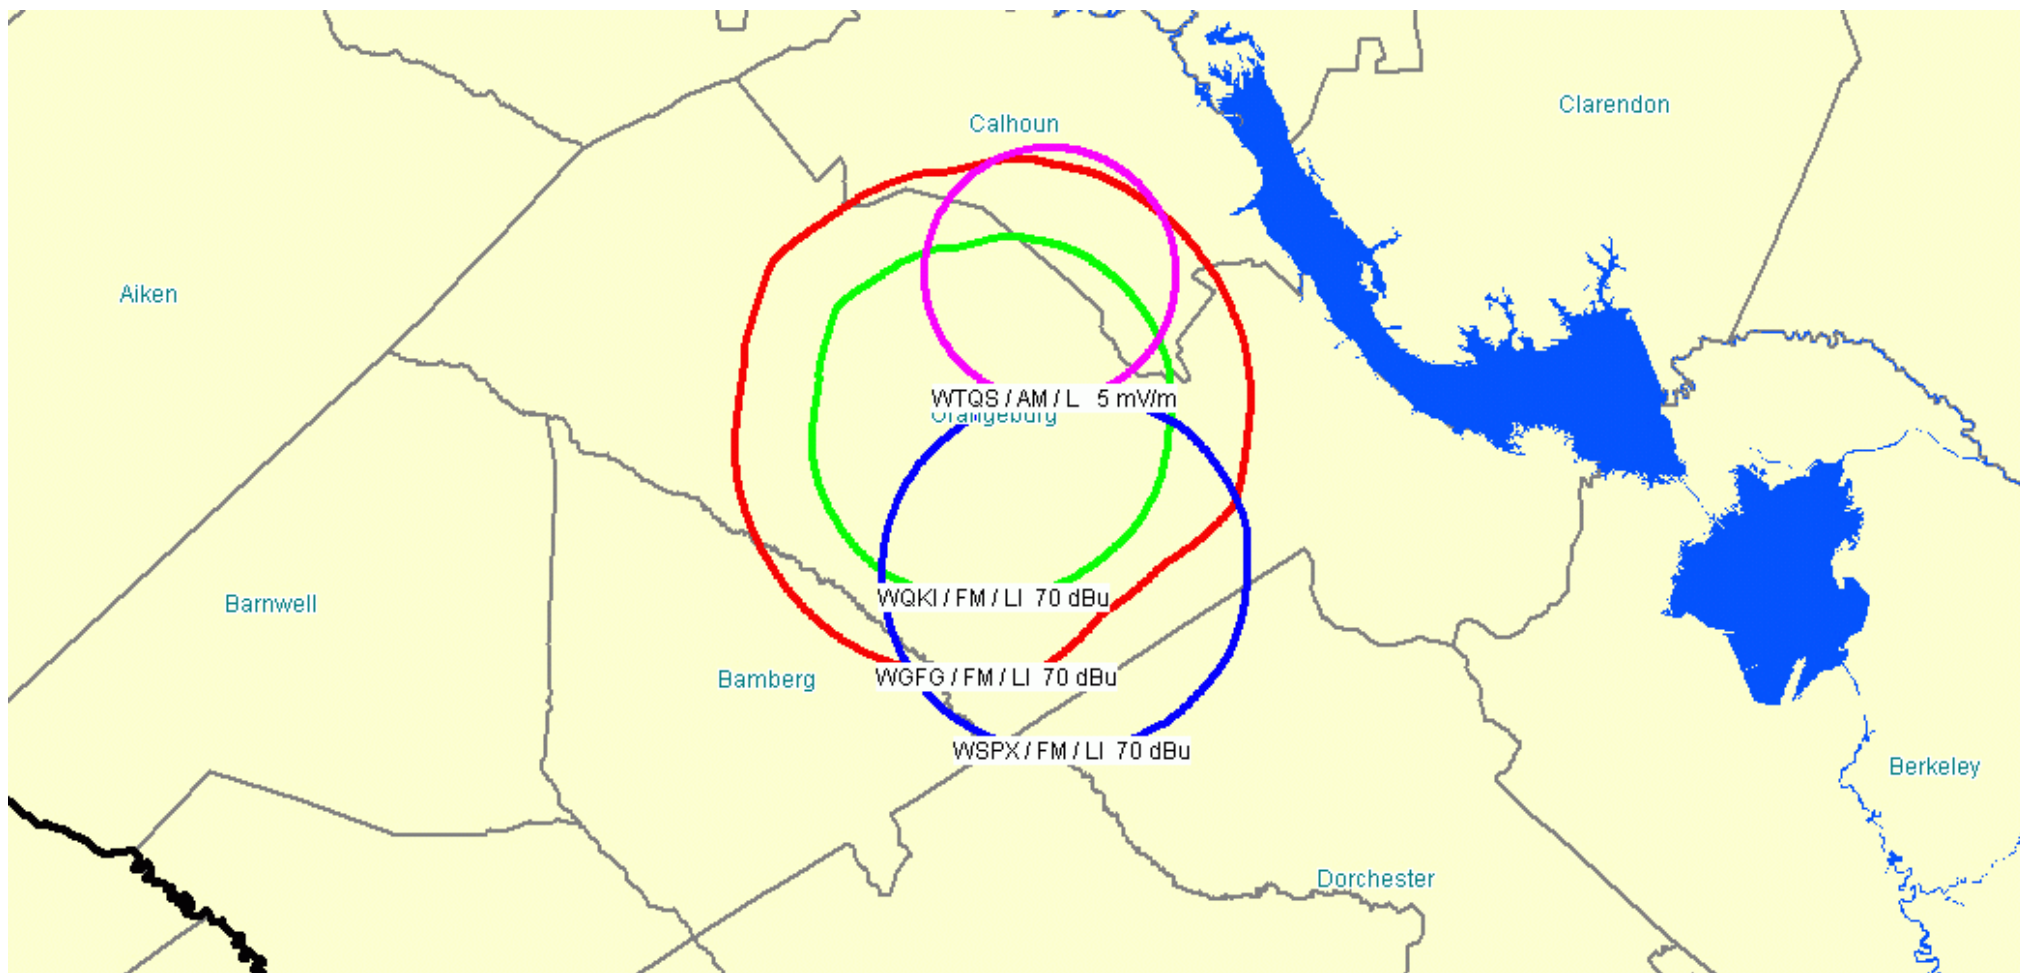 Clarendon
Calhoun
Aiken
WTQS / AM / L 5 mV/m
Orangeburg
WQKI / FM / LI 70 dBu
Barnwell
WGFG / FM / LI 70 dBu
Bamberg
WSPX / FM / LI 70 dBu
Berkeley
Dorchester